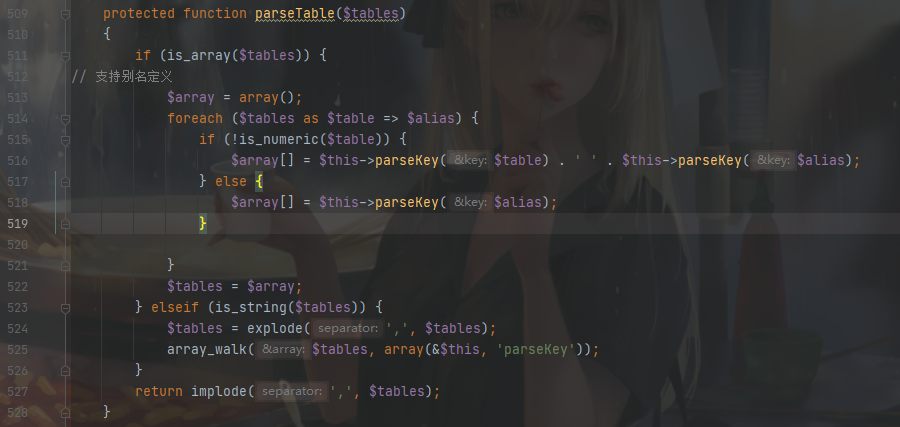 509 protected function parseTable($tables)
510 {
511 if (is_array($tables)) {
512 // 支持别名定义
513 $array = array();
514 foreach ($tables as $table => $alias) {
515 if (!is_numeric($table)) {
516 $array[] = $this->parseKey( &key: $table) . ' ' . $this->parseKey( &key: $alias);
517 } else {
518 $array[] = $this->parseKey( &key: $alias);
519 }
520
521 }
522 $tables = $array;
523 } elseif (is_string($tables)) {
524 $tables = explode( separator: ',', $tables);
525 array_walk( &array: $tables, array(&$this, 'parseKey'));
526 }
527 return implode( separator: ',', $tables);
528 }